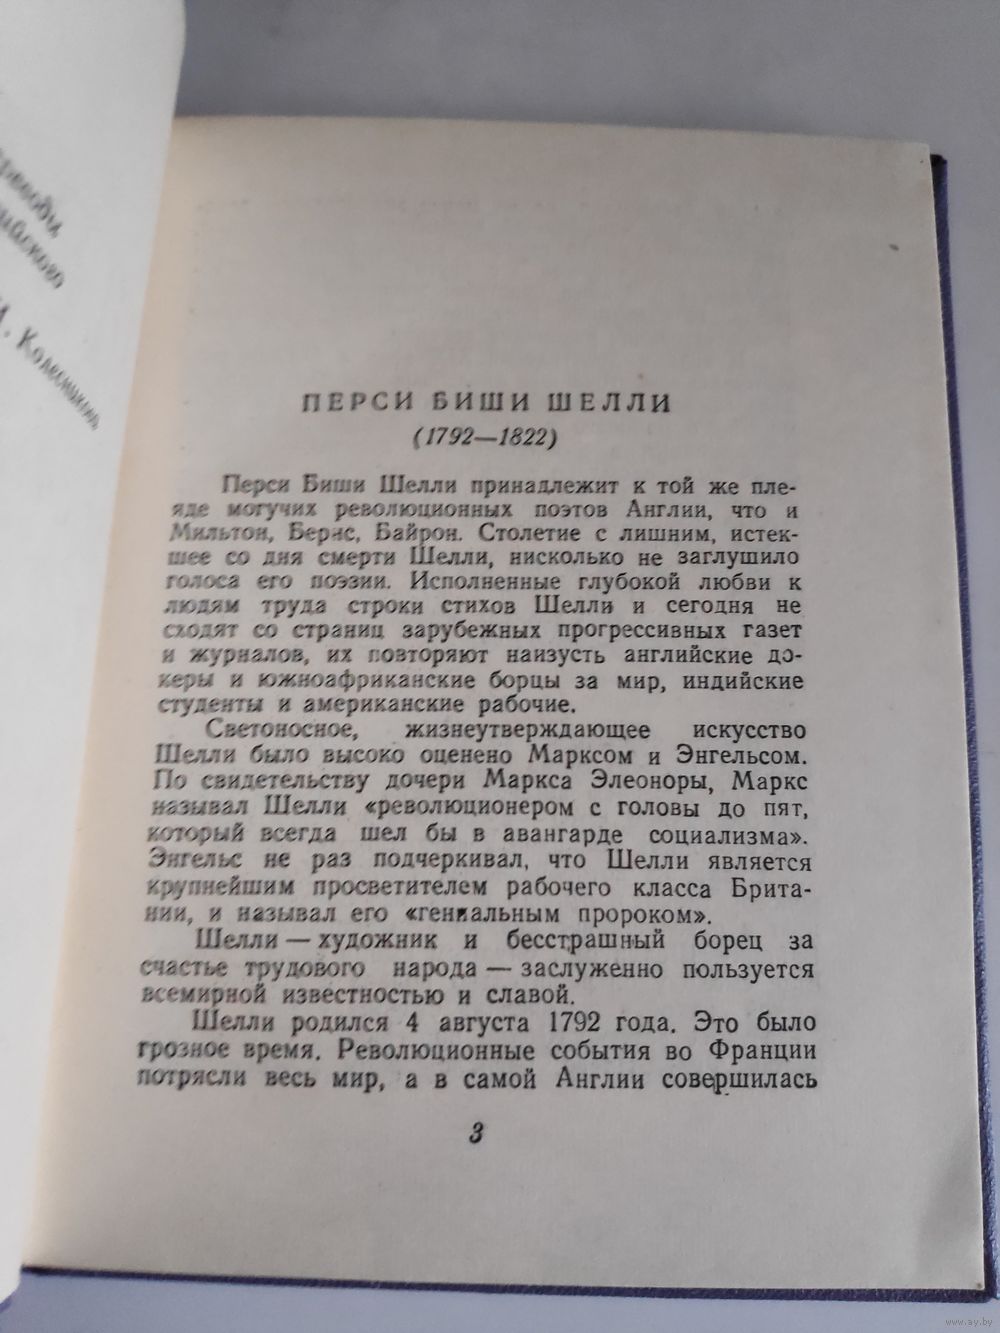 М. Колесников
ПЕРСИ БИШИ ШЕЛЛИ
(1792—1822)
Перси Биши Шелли принадлежит к той же пле-
яде могучих революционных поэтов Англии, что и
Мильтон, Бернс, Байрон. Столетие с лишним, истек-
шее со дня смерти Шелли, нисколько не заглушило
голоса его поэзии. Исполненные глубокой любви к
людям труда строки стихов Шелли и сегодня не
сходят со страниц зарубежных прогрессивных газет
и журналов, их повторяют наизусть английские до-
керы и южноафриканские борцы за мир, индийские
студенты и американские рабочие.
Светоносное, жизнеутверждающее искусство
Шелли было высоко оценено Марксом и Энгельсом.
По свидетельству дочери Маркса Элеоноры, Маркс
называл Шелли «революционером с головы до пят,
который всегда шел бы в авангарде социализма».
Энгельс не раз подчеркивал, что Шелли является
крупнейшим просветителем рабочего класса Брита-
нии, и называл его «гениальным пророком».
Шелли — художник и бесстрашный борец за
счастье трудового народа — заслуженно пользуется
всемирной известностью и славой.
Шелли родился 4 августа 1792 года. Это было
грозное время. Революционные события во Франции
потрясли весь мир, а в самой Англии совершилась
3
www.ay.by